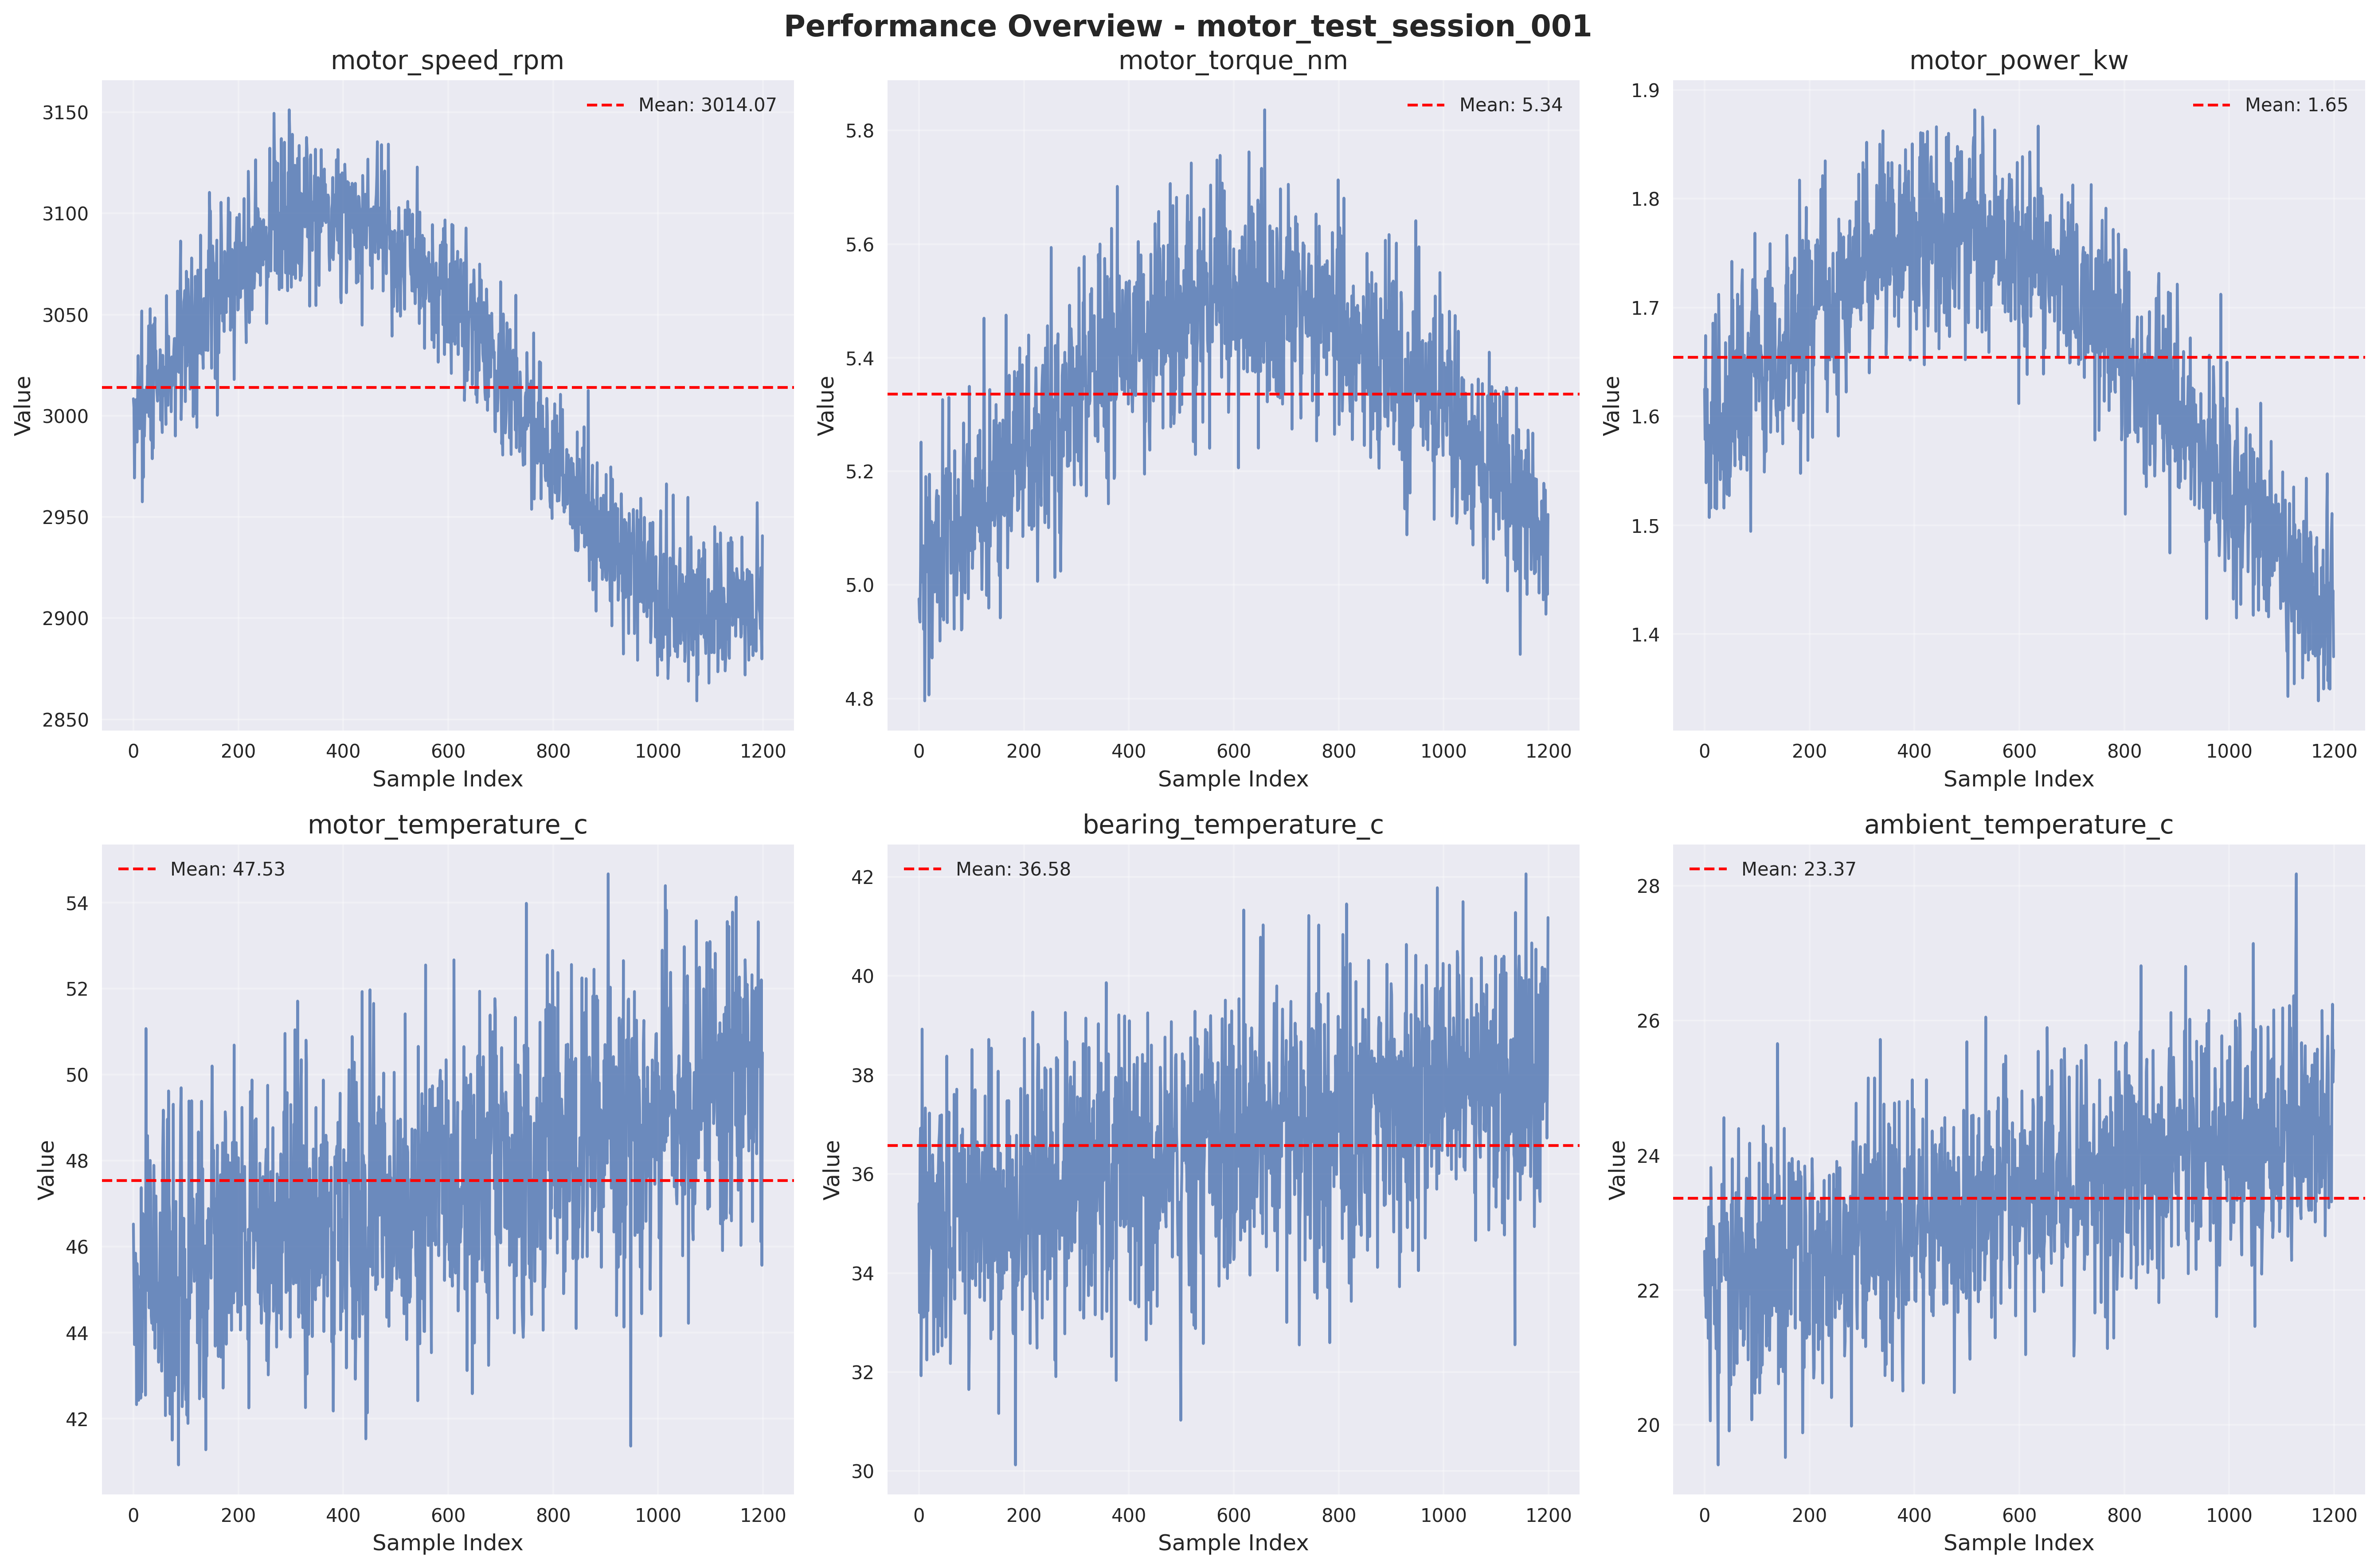 Performance Overview - motor_test_session_001
motor_speed_rpm
Mean: 3014.07
Value
3150
3100
3050
3000
2950
2900
2850
0 200 400 600 800 1000 1200
Sample Index
motor_torque_nm
Mean: 5.34
Value
5.8
5.6
5.4
5.2
5.0
4.8
0 200 400 600 800 1000 1200
Sample Index
motor_power_kw
Mean: 1.65
Value
1.9
1.8
1.7
1.6
1.5
1.4
0 200 400 600 800 1000 1200
Sample Index
motor_temperature_c
Mean: 47.53
Value
54
52
50
48
46
44
42
0 200 400 600 800 1000 1200
Sample Index
bearing_temperature_c
Mean: 36.58
Value
42
40
38
36
34
32
30
0 200 400 600 800 1000 1200
Sample Index
ambient_temperature_c
Mean: 23.37
Value
28
26
24
22
20
0 200 400 600 800 1000 1200
Sample Index